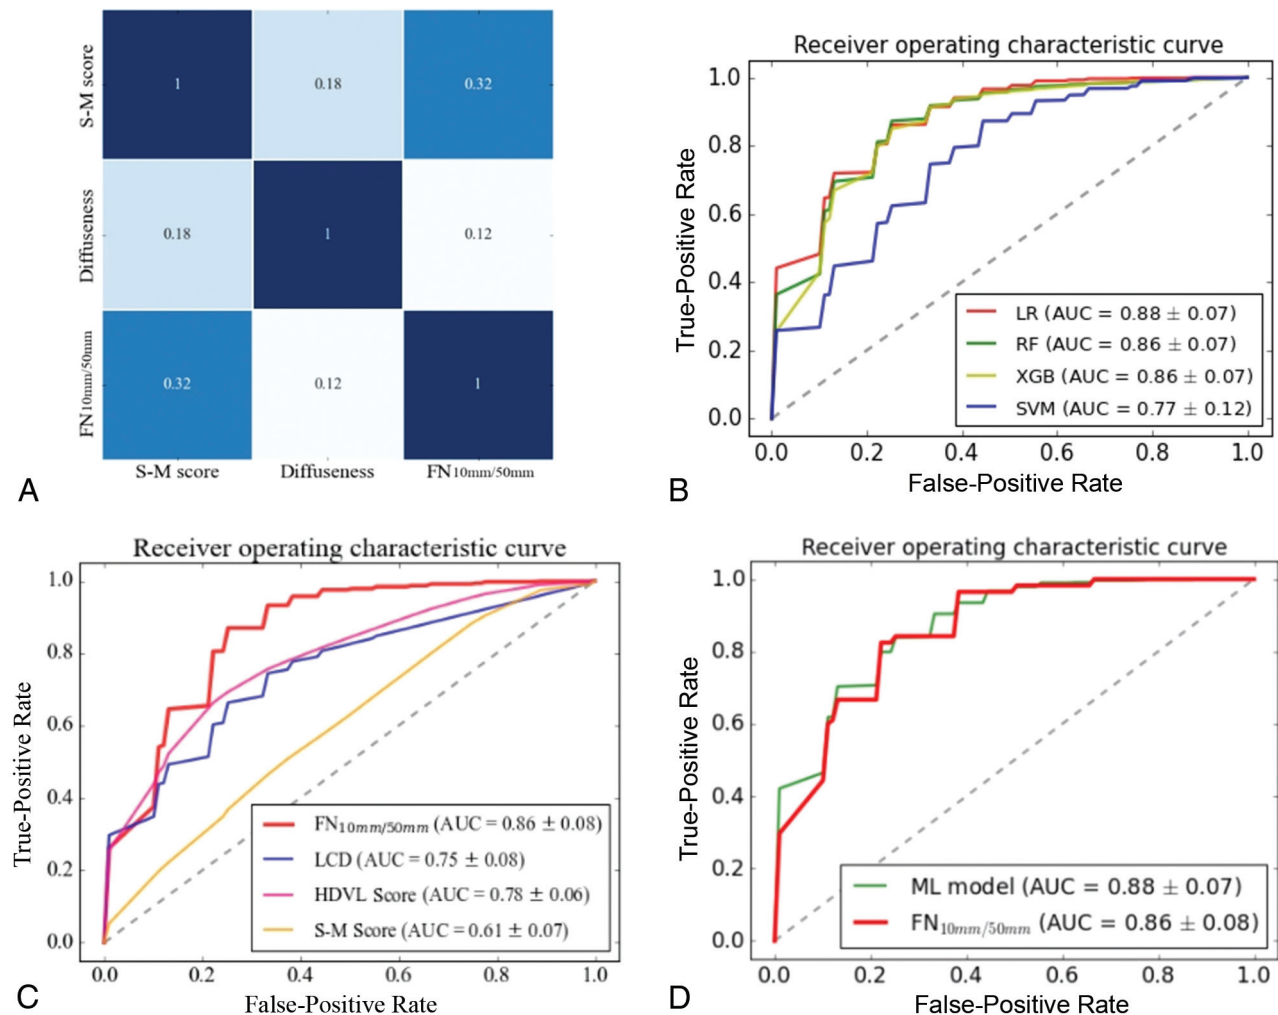 S-M score
1
0.18
0.32
Diffuseness
0.18
1
0.12
FN10mm/50mm
0.32
0.12
1
S-M score Diffuseness FN10mm/50mm
A
Receiver operating characteristic curve
True-Positive Rate
1.0
0.8
0.6
0.4
0.2
0.0
LR (AUC = 0.88 ± 0.07)
RF (AUC = 0.86 ± 0.07)
XGB (AUC = 0.86 ± 0.07)
SVM (AUC = 0.77 ± 0.12)
0.0 0.2 0.4 0.6 0.8 1.0
False-Positive Rate
B
Receiver operating characteristic curve
True-Positive Rate
1.0
0.8
0.6
0.4
0.2
0.0
FN10mm/50mm (AUC = 0.86 ± 0.08)
LCD (AUC = 0.75 ± 0.08)
HDVL Score (AUC = 0.78 ± 0.06)
S-M Score (AUC = 0.61 ± 0.07)
0.0 0.2 0.4 0.6 0.8 1.0
False-Positive Rate
C
Receiver operating characteristic curve
True-Positive Rate
1.0
0.8
0.6
0.4
0.2
0.0
ML model (AUC = 0.88 ± 0.07)
FN10mm/50mm (AUC = 0.86 ± 0.08)
0.0 0.2 0.4 0.6 0.8 1.0
False-Positive Rate
D